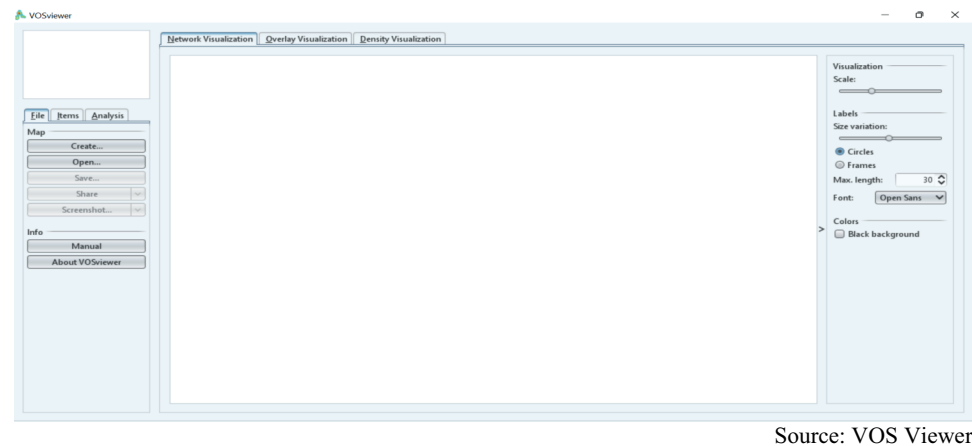 VOSviewer
Network Visualization Overlay Visualization Density Visualization
File Items Analysis
Map
Create...
Open...
Save...
Share
Screenshot...
Info
Manual
About VOSviewer
>
Visualization
Scale:
Labels
Size variation:
Circles
Frames
Max. length: 30
Font: Open Sans
Colors
Black background
Source: VOS Viewer